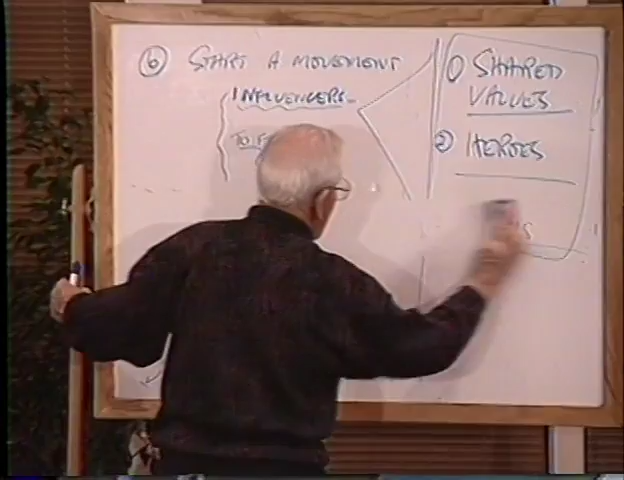 ⑥ START A MOVEMENT
INFLUENCERS
① SHARED
VALUES
② HEROES